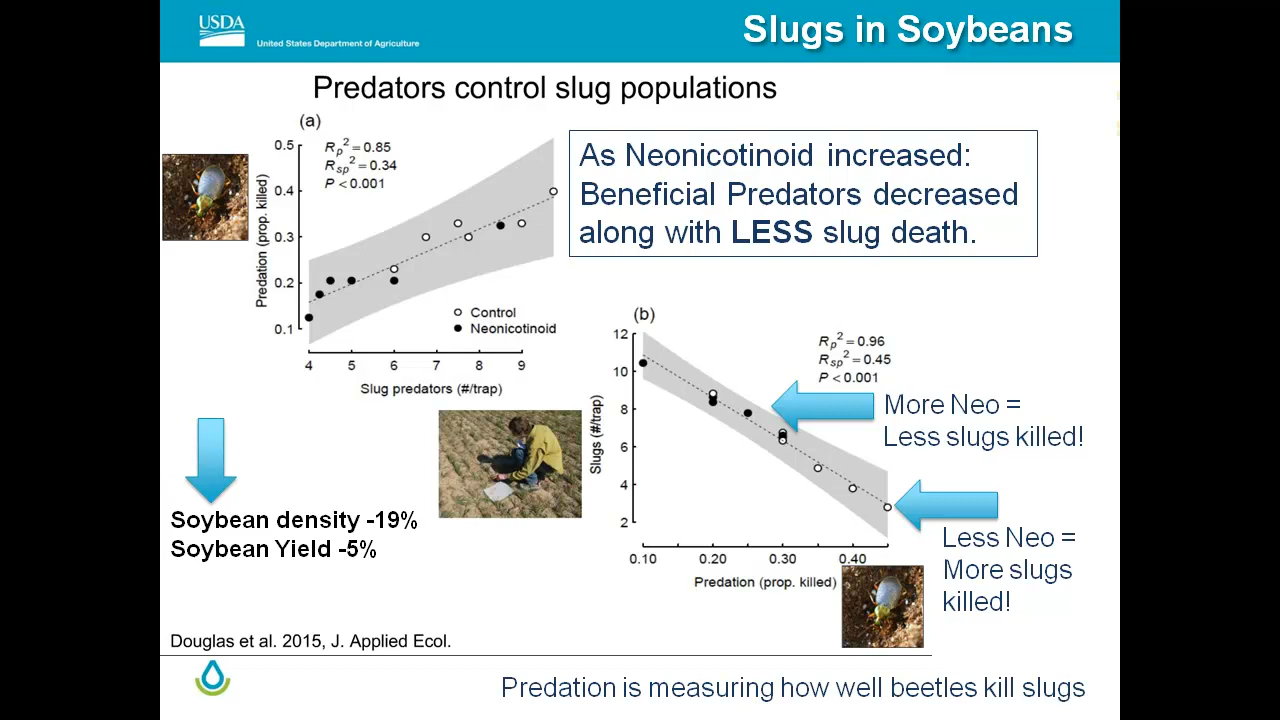 USDA
United States Department of Agriculture
Slugs in Soybeans
Predators control slug populations
(a)
Rp² = 0.85
Rsp² = 0.34
P < 0.001
0.5
0.4
0.3
0.2
0.1
Predation (prop. killed)
Control
Neonicotinoid
4 5 6 7 8 9
Slug predators (#/trap)
As Neonicotinoid increased:
Beneficial Predators decreased
along with LESS slug death.
(b)
Rp² = 0.96
Rsp² = 0.45
P < 0.001
12
10
8
6
4
2
Slugs (#/trap)
0.10 0.20 0.30 0.40
Predation (prop. killed)
More Neo =
Less slugs killed!
Less Neo =
More slugs
killed!
Soybean density -19%
Soybean Yield -5%
Douglas et al. 2015, J. Applied Ecol.
Predation is measuring how well beetles kill slugs